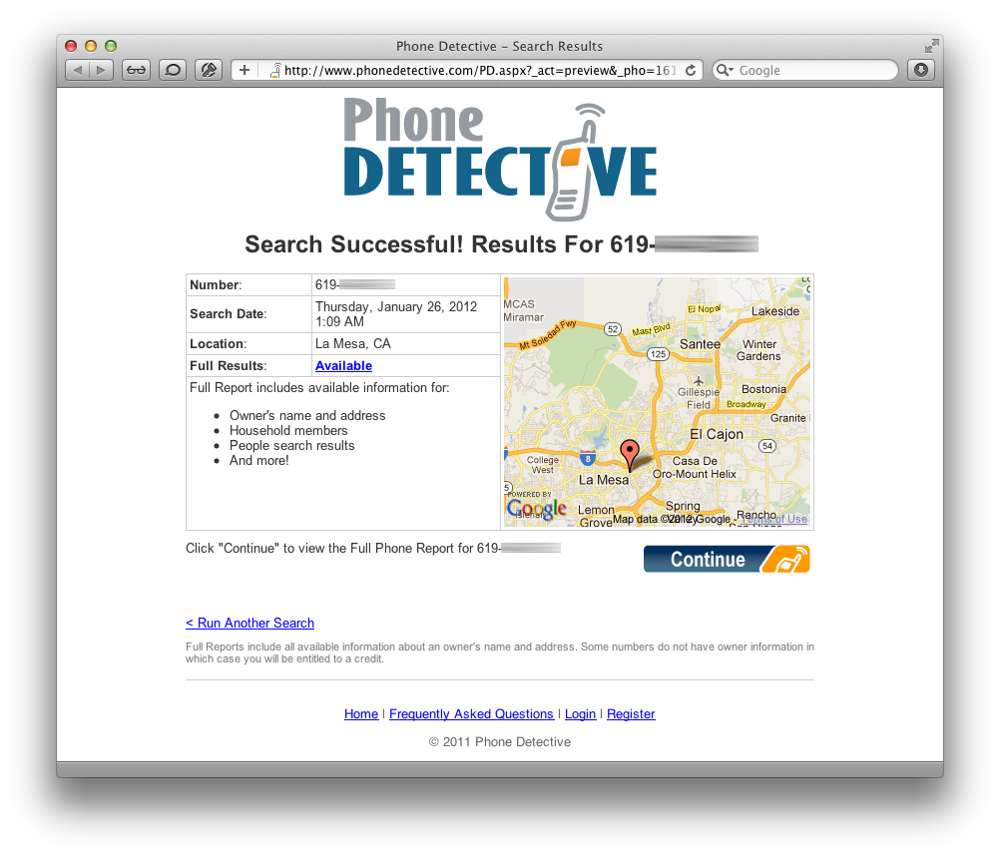 Phone Detective – Search Results
http://www.phonedetective.com/PD.aspx?_act=preview&_pho=161
Google
Phone
DETECTIVE
Search Successful! Results For 619-
Number: 619-
Search Date: Thursday, January 26, 2012
1:09 AM
Location: La Mesa, CA
Full Results: Available
Full Report includes available information for:
• Owner's name and address
• Household members
• People search results
• And more!
MCAS
Miramar
El Nopal
Lakeside
Mt Soledad Fwy
52
Mast Blvd
125
Santee
Winter
Gardens
Gillespie
Field
Bostonia
Broadway
Granite
El Cajon
54
College
West
8
Casa De
Oro-Mount Helix
La Mesa
POWERED BY
Google
Lemon
Grove
Spring
Valley
Rancho
San Diego
Map data ©2012 Google - Terms of Use
Click "Continue" to view the Full Phone Report for 619-
Continue
< Run Another Search
Full Reports include all available information about an owner's name and address. Some numbers do not have owner information in
which case you will be entitled to a credit.
Home | Frequently Asked Questions | Login | Register
© 2011 Phone Detective